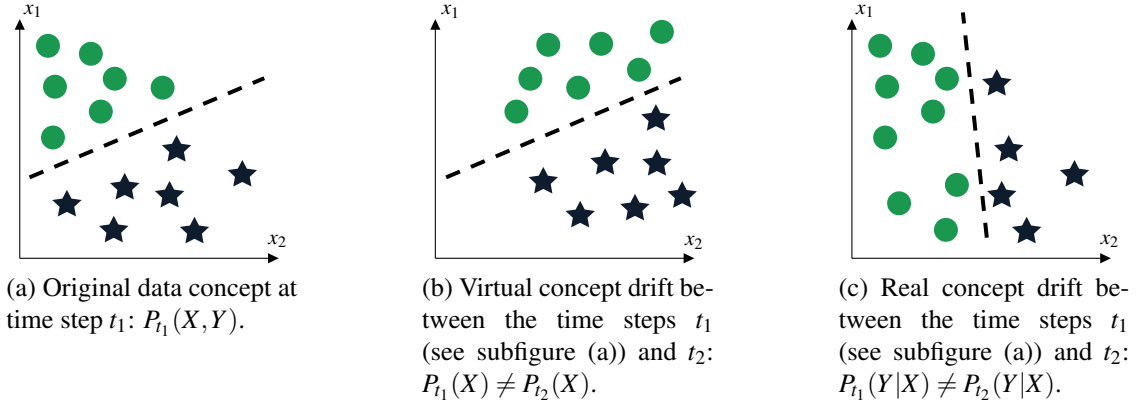 x₁
x₂
(a) Original data concept at
time step t₁: Pₜ₁(X,Y).
x₁
x₂
(b) Virtual concept drift be-
tween the time steps t₁
(see subfigure (a)) and t₂:
Pₜ₁(X) ≠ Pₜ₂(X).
x₁
x₂
(c) Real concept drift be-
tween the time steps t₁
(see subfigure (a)) and t₂:
Pₜ₁(Y|X) ≠ Pₜ₂(Y|X).